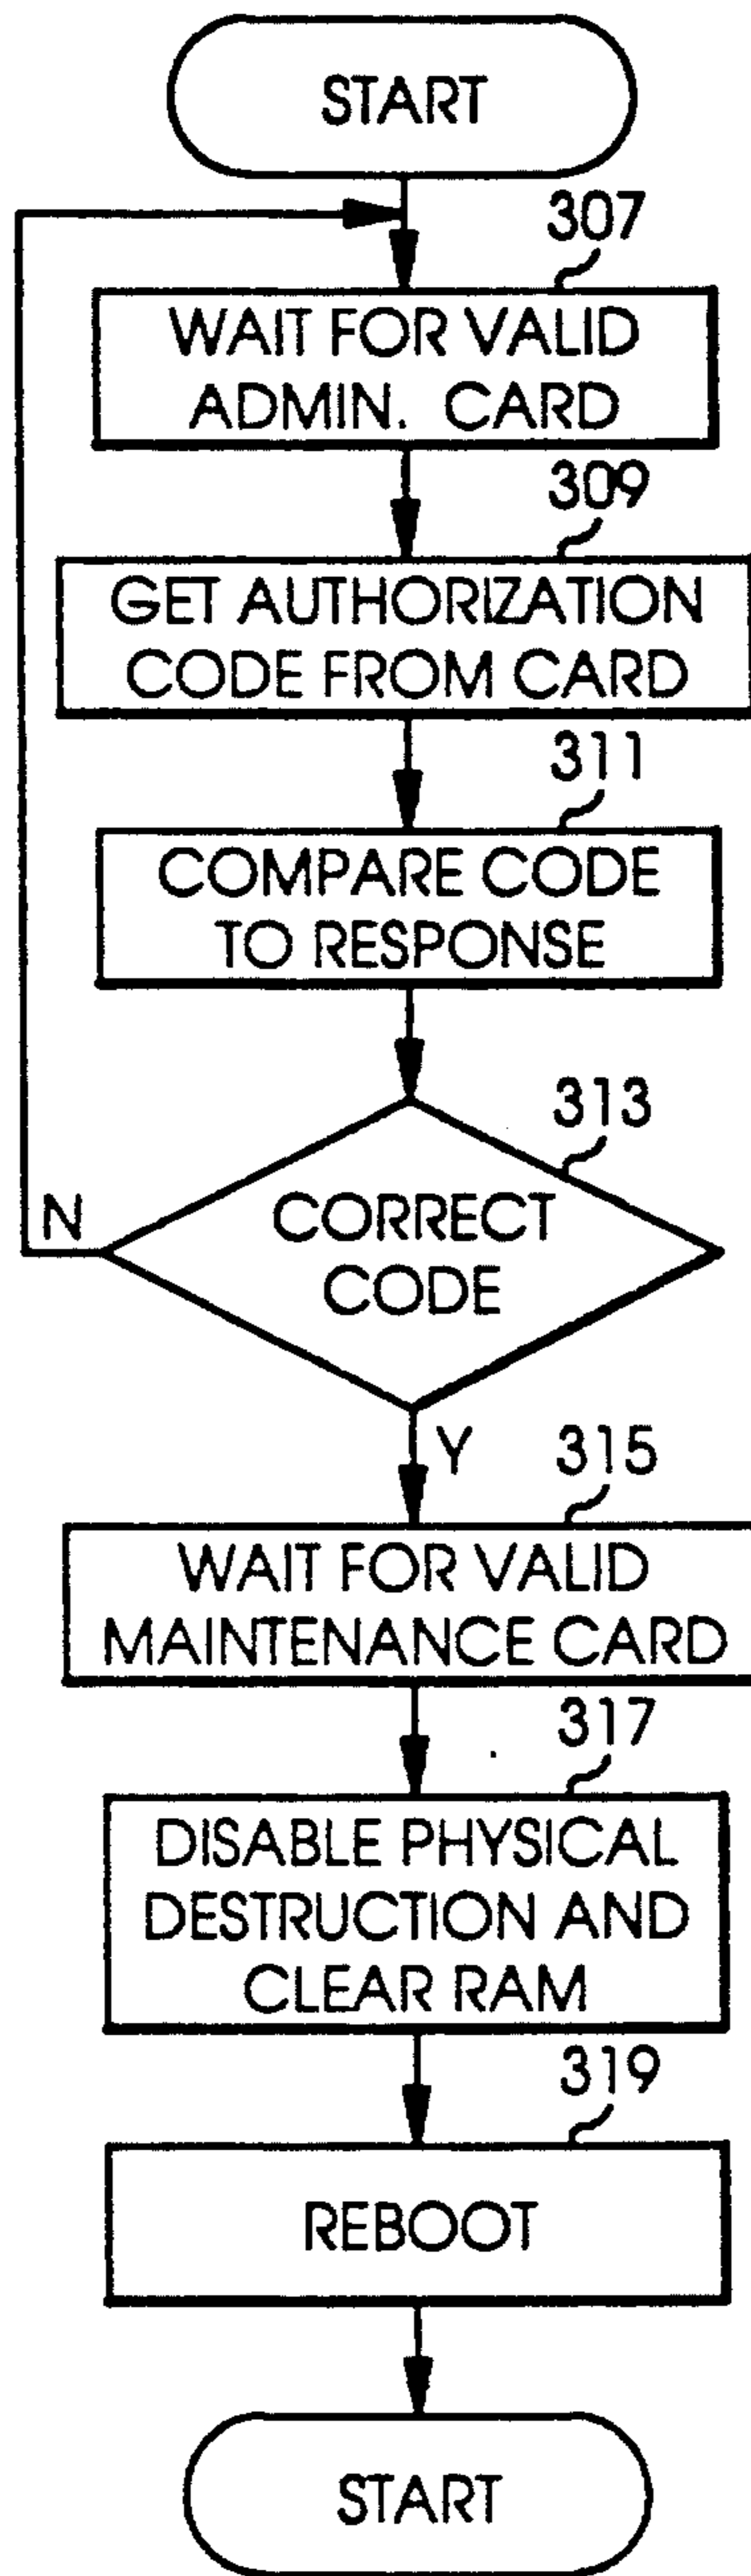 START
307
WAIT FOR VALID
ADMIN. CARD
309
GET AUTHORIZATION
CODE FROM CARD
311
COMPARE CODE
TO RESPONSE
313
CORRECT
CODE
N
Y
315
WAIT FOR VALID
MAINTENANCE CARD
317
DISABLE PHYSICAL
DESTRUCTION AND
CLEAR RAM
319
REBOOT
START